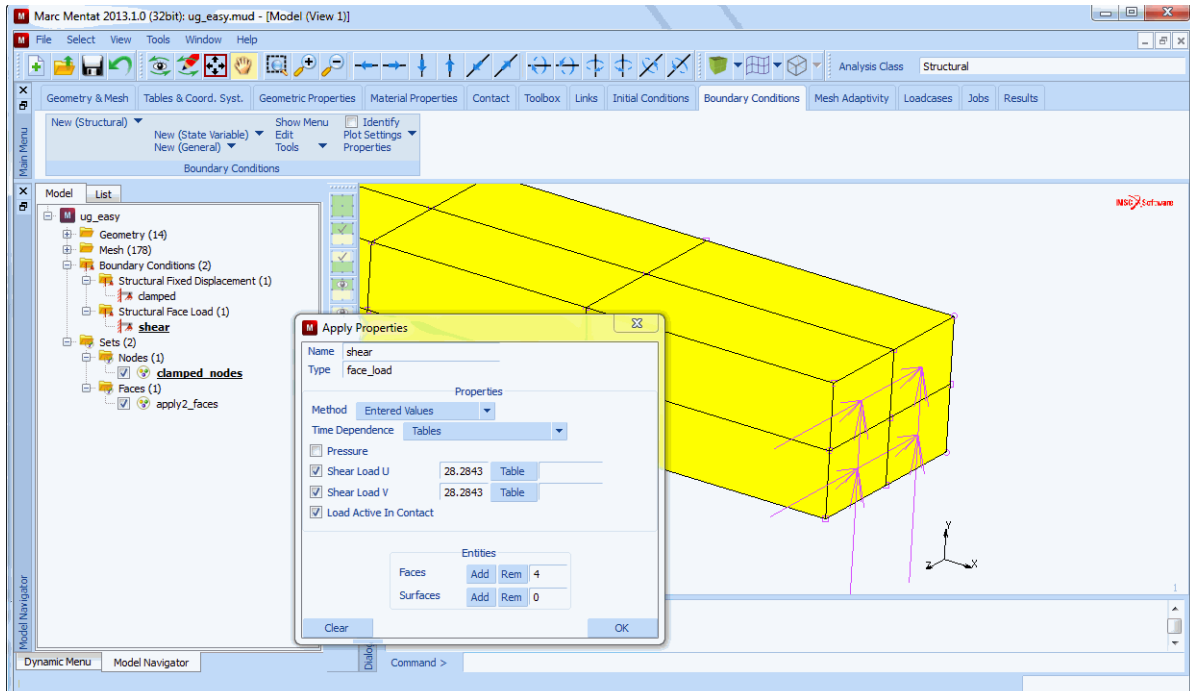 Marc Mentat 2013.1.0 (32bit): ug_easy.mud - [Model (View 1)]
File Select View Tools Window Help
Analysis Class Structural
Geometry & Mesh Tables & Coord. Syst. Geometric Properties Material Properties Contact Toolbox Links Initial Conditions Boundary Conditions Mesh Adaptivity Loadcases Jobs Results
Main Menu
New (Structural) Show Menu Identify
New (State Variable) Edit Plot Settings
New (General) Tools Properties
Boundary Conditions
Model List
ug_easy
Geometry (14)
Mesh (178)
Boundary Conditions (2)
Structural Fixed Displacement (1)
clamped
Structural Face Load (1)
shear
Sets (2)
Nodes (1)
clamped_nodes
Faces (1)
apply2_faces
Model Navigator
MSC Software
Apply Properties
Name shear
Type face_load
Properties
Method Entered Values
Time Dependence Tables
Pressure
Shear Load U 28.2843 Table
Shear Load V 28.2843 Table
Load Active In Contact
Entities
Faces Add Rem 4
Surfaces Add Rem 0
Clear OK
Y
Z X
1
Dynamic Menu Model Navigator
Command >